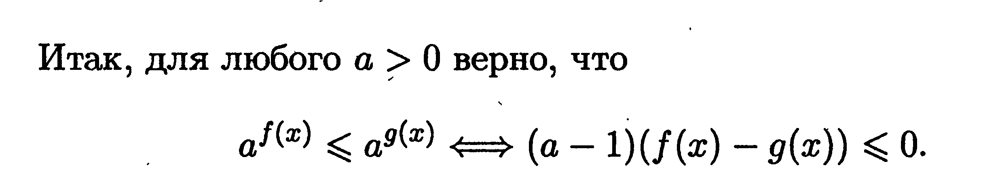 Итак, для любого a > 0 верно, что
a^{f(x)} ⩽ a^{g(x)} ⟺ (a − 1)(f(x) − g(x)) ⩽ 0.